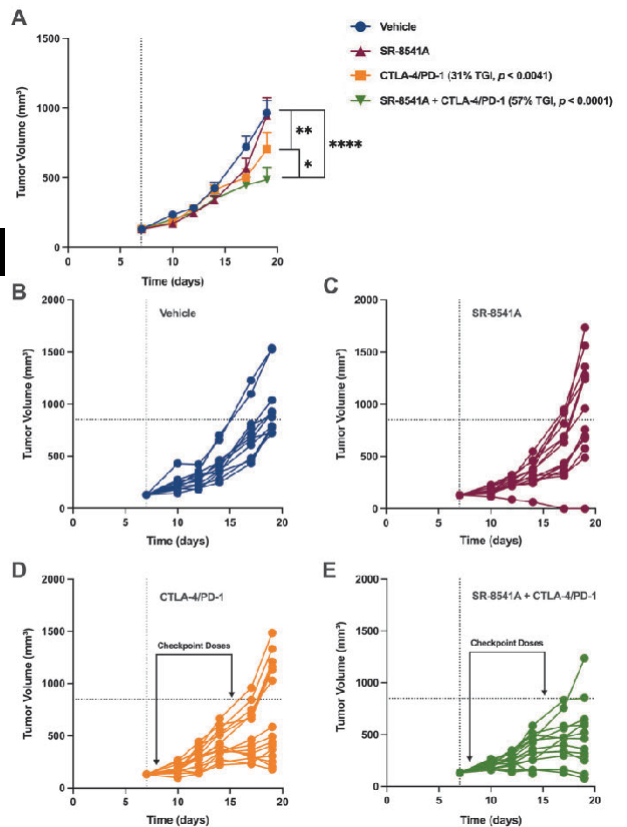 A
Vehicle
SR-8541A
CTLA-4/PD-1 (31% TGI, p < 0.0041)
SR-8541A + CTLA-4/PD-1 (57% TGI, p < 0.0001)
Tumor Volume (mm³)
1500
1000
500
0
0 5 10 15 20
Time (days)
**
*
****
B
Vehicle
Tumor Volume (mm³)
2000
1500
1000
500
0
0 5 10 15 20
Time (days)
C
SR-8541A
Tumor Volume (mm³)
2000
1500
1000
500
0
0 5 10 15 20
Time (days)
D
CTLA-4/PD-1
Checkpoint Doses
Tumor Volume (mm³)
2000
1500
1000
500
0
0 5 10 15 20
Time (days)
E
SR-8541A + CTLA-4/PD-1
Checkpoint Doses
Tumor Volume (mm³)
2000
1500
1000
500
0
0 5 10 15 20
Time (days)